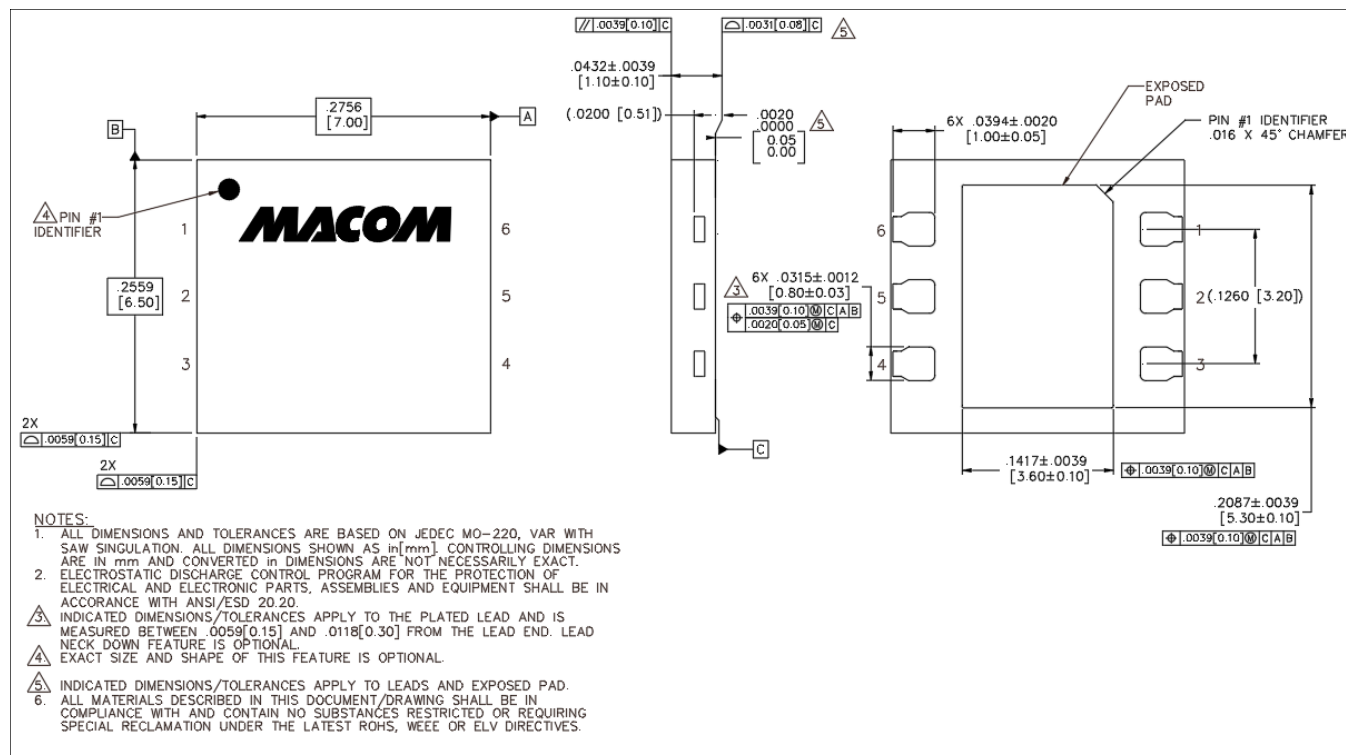 // .0039[0.10] C
⌓ .0031[0.08] C
5
.0432±.0039
[1.10±0.10]
(.0200 [0.51])
.0020
.0000
5
[0.05
0.00]
.2756
[7.00]
A
B
4 PIN #1
IDENTIFIER
MACOM
1
2
3
6
5
4
.2559
[6.50]
2X
⌓ .0059[0.15] C
2X
⌓ .0059[0.15] C
3 6X .0315±.0012
[0.80±0.03]
⌖ .0039[0.10]Ⓜ C A B
.0020[0.05]Ⓜ C
C
EXPOSED
PAD
6X .0394±.0020
[1.00±0.05]
PIN #1 IDENTIFIER
.016 X 45° CHAMFER
6
5
4
1
2
3
(.1260 [3.20])
.1417±.0039
[3.60±0.10]
⌖ .0039[0.10]Ⓜ C A B
.2087±.0039
[5.30±0.10]
⌖ .0039[0.10]Ⓜ C A B
NOTES:
1. ALL DIMENSIONS AND TOLERANCES ARE BASED ON JEDEC MO-220, VAR WITH
SAW SINGULATION. ALL DIMENSIONS SHOWN AS in[mm]. CONTROLLING DIMENSIONS
ARE IN mm AND CONVERTED in DIMENSIONS ARE NOT NECESSARILY EXACT.
2. ELECTROSTATIC DISCHARGE CONTROL PROGRAM FOR THE PROTECTION OF
ELECTRICAL AND ELECTRONIC PARTS, ASSEMBLIES AND EQUIPMENT SHALL BE IN
ACCORANCE WITH ANSI/ESD 20.20.
3. INDICATED DIMENSIONS/TOLERANCES APPLY TO THE PLATED LEAD AND IS
MEASURED BETWEEN .0059[0.15] AND .0118[0.30] FROM THE LEAD END. LEAD
NECK DOWN FEATURE IS OPTIONAL.
4. EXACT SIZE AND SHAPE OF THIS FEATURE IS OPTIONAL.
5. INDICATED DIMENSIONS/TOLERANCES APPLY TO LEADS AND EXPOSED PAD.
6. ALL MATERIALS DESCRIBED IN THIS DOCUMENT/DRAWING SHALL BE IN
COMPLIANCE WITH AND CONTAIN NO SUBSTANCES RESTRICTED OR REQUIRING
SPECIAL RECLAMATION UNDER THE LATEST ROHS, WEEE OR ELV DIRECTIVES.